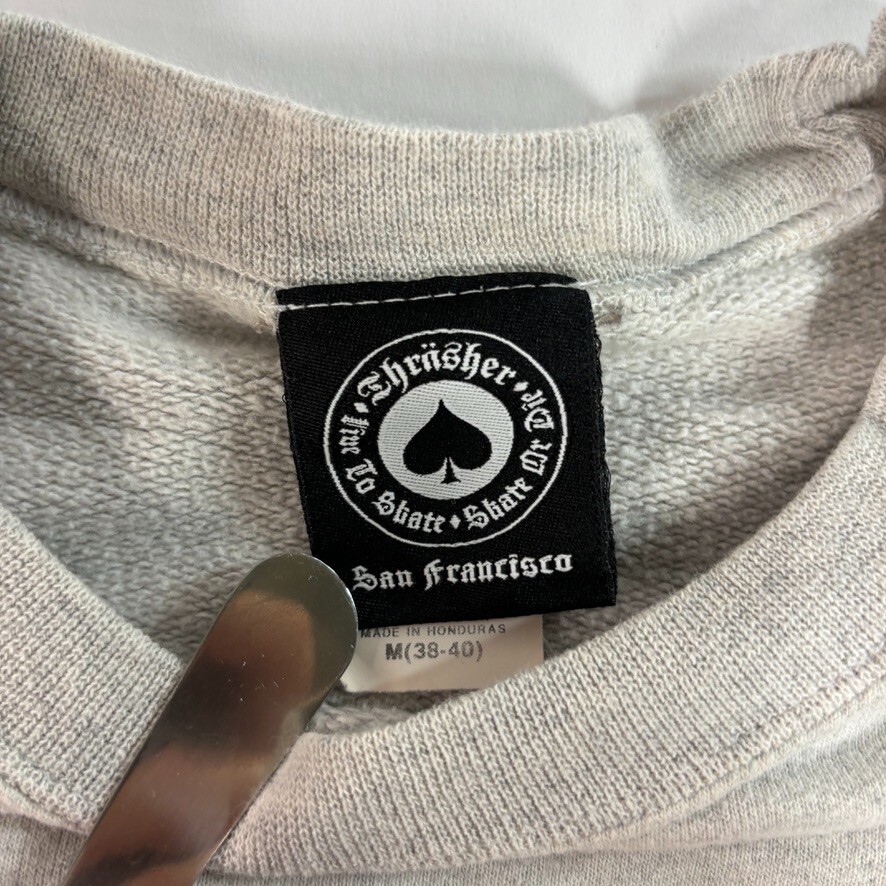 Thräsher
Live To Skate
Skate Or Die
San Francisco
MADE IN HONDURAS
M(38-40)